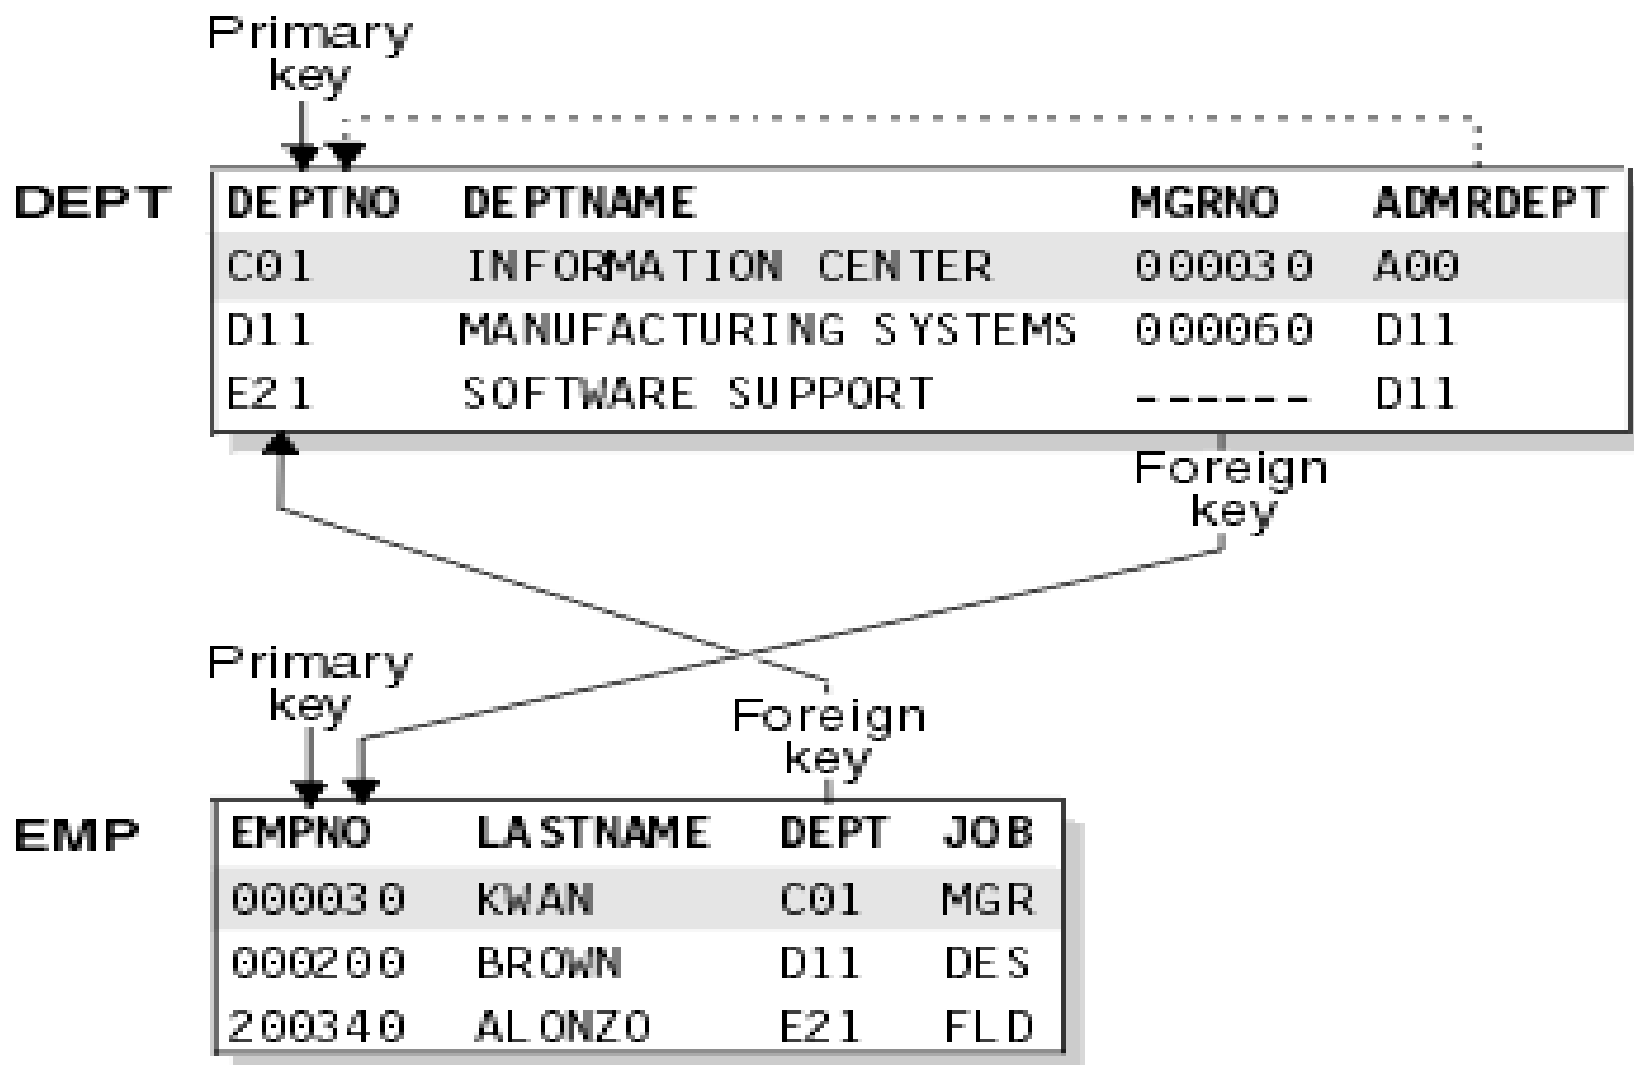 Primary
key
DEPT
DEPTNO DEPTNAME MGRNO ADMRDEPT
C01 INFORMATION CENTER 000030 A00
D11 MANUFACTURING SYSTEMS 000060 D11
E21 SOFTWARE SUPPORT ------ D11
Foreign
key
Primary
key
Foreign
key
EMP
EMPNO LASTNAME DEPT JOB
000030 KWAN C01 MGR
000200 BROWN D11 DES
200340 ALONZO E21 FLD